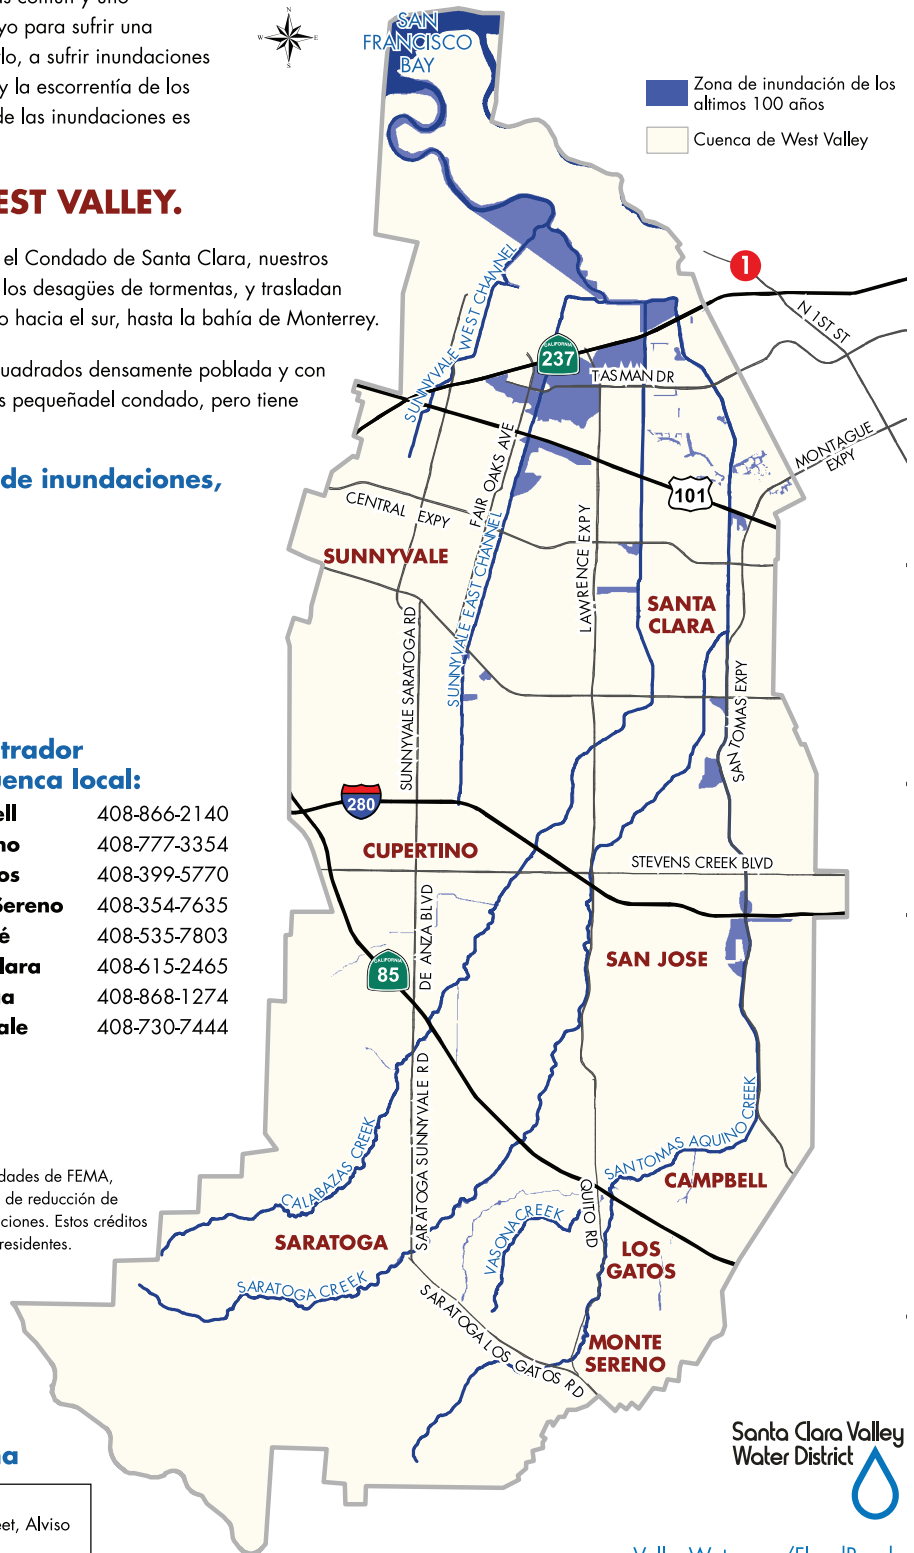 yo para sufrir una
lo, a sufrir inundaciones
y la escorrentía de los
de las inundaciones es
EST VALLEY.
el Condado de Santa Clara, nuestros
los desagües de tormentas, y trasladan
o hacia el sur, hasta la bahía de Monterrey.
uadrados densamente poblada y con
s pequeñadel condado, pero tiene
de inundaciones,
trador
uenca local:
ell 408-866-2140
no 408-777-3354
os 408-399-5770
Sereno 408-354-7635
é 408-535-7803
lara 408-615-2465
a 408-868-1274
ale 408-730-7444
dades de FEMA,
de reducción de
ciones. Estos créditos
residentes.
na
eet, Alviso
N
W E
S
SAN
FRANCISCO
BAY
Zona de inundación de los
altimos 100 años
Cuenca de West Valley
1
N 1ST ST
SUNNYVALE WEST CHANNEL
CALIFORNIA
237
TASMAN DR
MONTAGUE
EXPY
FAIR OAKS AVE
101
CENTRAL EXPY
SUNNYVALE
SUNNYVALE EAST CHANNEL
LAWRENCE EXPY
SANTA
CLARA
SUNNYVALE SARATOGA RD
SAN TOMAS EXPY
280
CUPERTINO
STEVENS CREEK BLVD
DE ANZA BLVD
SAN JOSE
CALIFORNIA
85
SARATOGA SUNNYVALE RD
CALABAZAS CREEK
SAN TOMAS AQUINO CREEK
CAMPBELL
QUITO RD
VASONA CREEK
SARATOGA
LOS
GATOS
SARATOGA CREEK
SARATOGA LOS GATOS RD
MONTE
SERENO
Santa Clara Valley
Water District